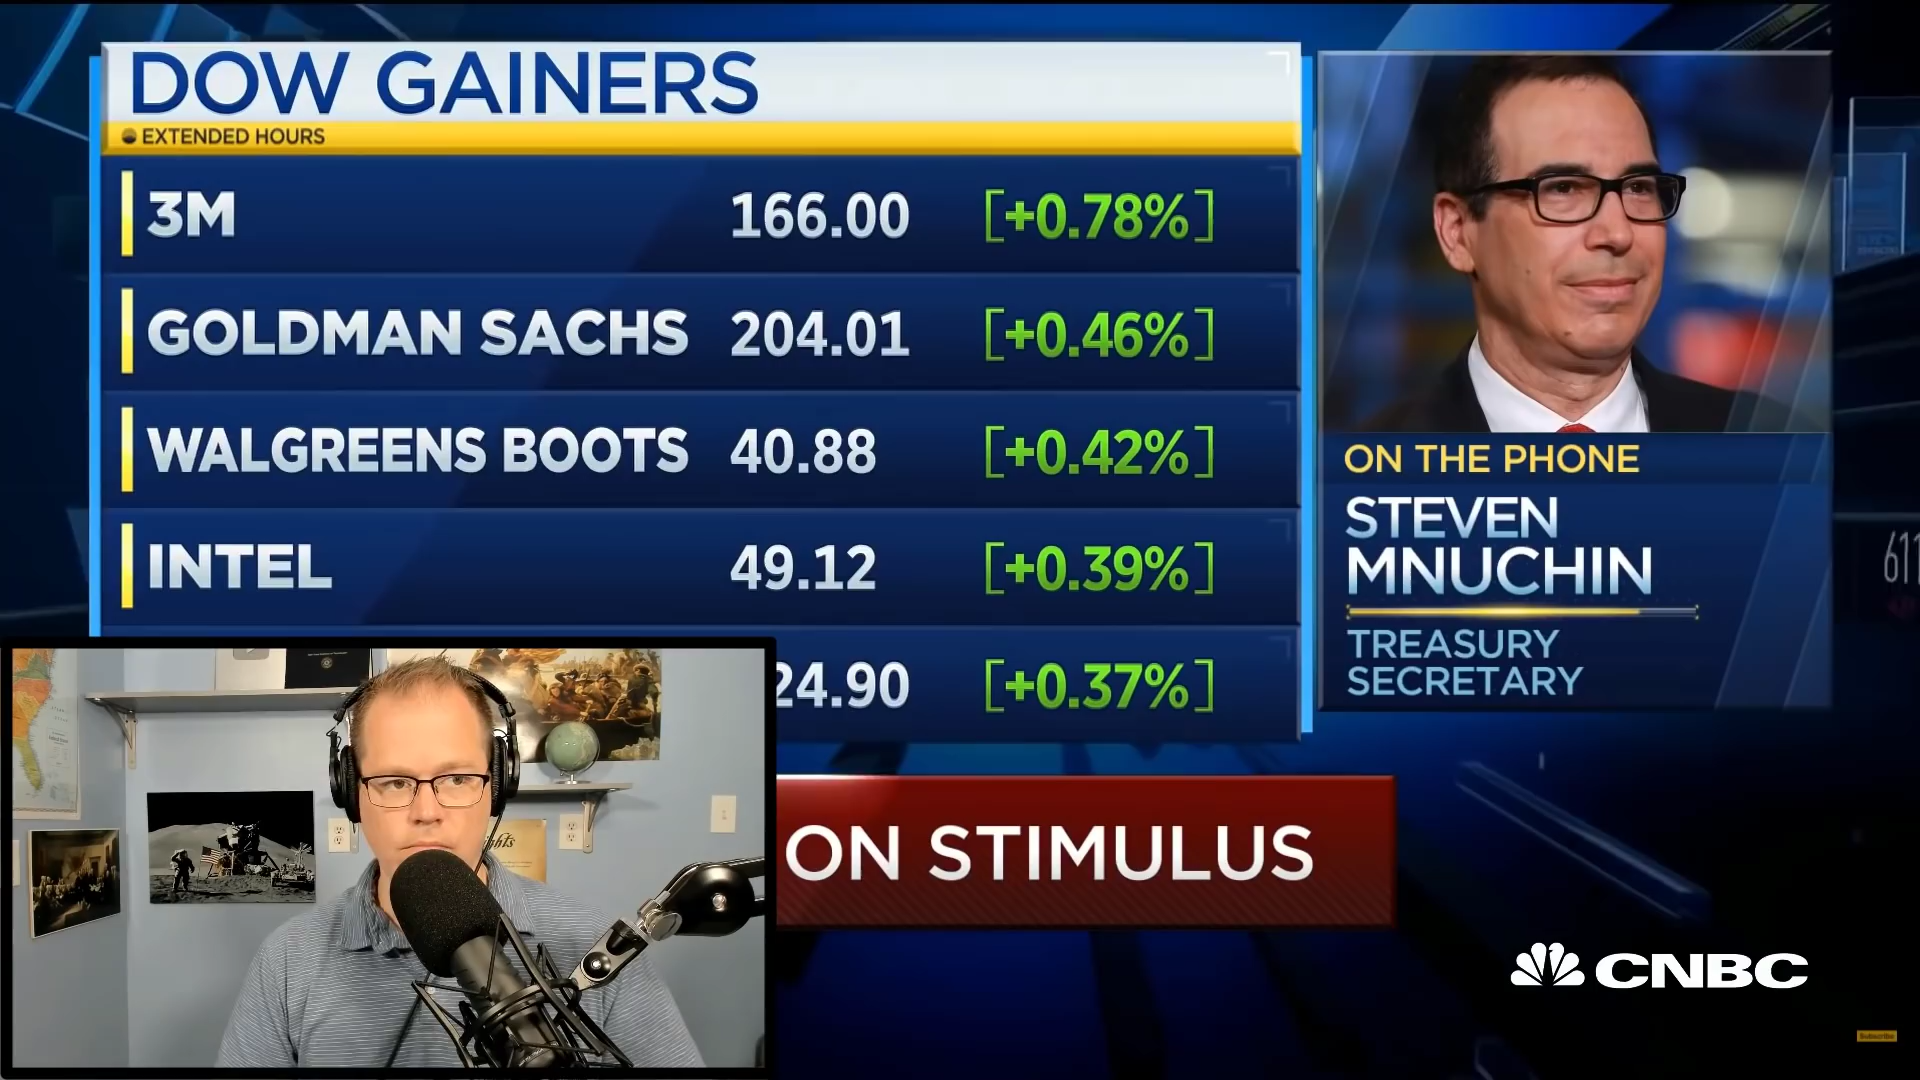 DOW GAINERS
EXTENDED HOURS
3M 166.00 [+0.78%]
GOLDMAN SACHS 204.01 [+0.46%]
WALGREENS BOOTS 40.88 [+0.42%]
INTEL 49.12 [+0.39%]
24.90 [+0.37%]
ON THE PHONE
STEVEN
MNUCHIN
TREASURY
SECRETARY
ON STIMULUS
CNBC
611
Subscribe